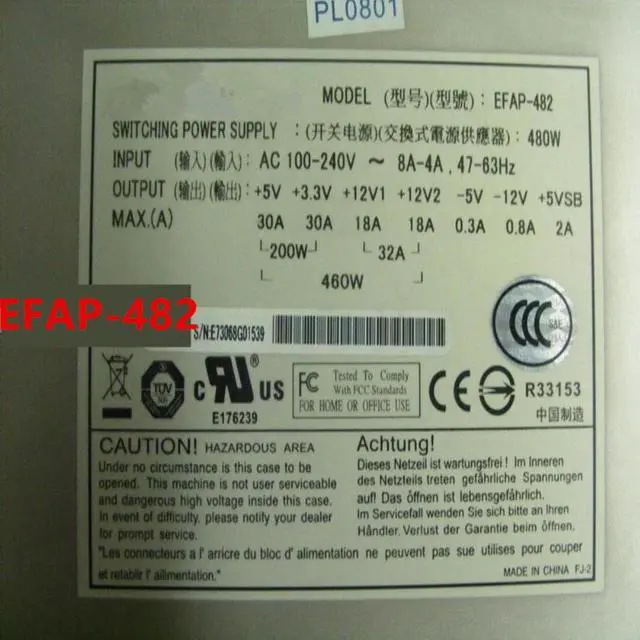 PL0801
MODEL (型号)(型號) : EFAP-482
SWITCHING POWER SUPPLY : (开关电源)(交換式電源供應器) : 480W
INPUT (输入)(輸入) : AC 100-240V ~ 8A-4A , 47-63Hz
OUTPUT (输出)(輸出) : +5V +3.3V +12V1 +12V2 -5V -12V +5VSB
MAX.(A) 30A 30A 18A 18A 0.3A 0.8A 2A
200W 32A
460W
EFAP-482
S/N:E73068G01539
CCC S&E
TÜV
C UL US
E176239
FC Tested To Comply
With FCC Standards
FOR HOME OR OFFICE USE
CE
R33153
中国制造
CAUTION! HAZARDOUS AREA
Under no circumstance is this case to be
opened. This machine is not user serviceable
and dangerous high voltage inside this case.
In event of difficulty, please notify your dealer
for prompt service.
Achtung!
Dieses Netzeil ist wartungsfrei! Im Inneren
des Netzteils treten gefährliche Spannungen
auf! Das öffnen ist lebensgefährlich.
Im Servicefall wenden Sie sich bitte an Ihren
Händler. Verlust der Garantie beim öffnen.
"Les connecteurs a l' arricre du bloc d' alimentation ne peuvent pas sue utilises pour couper
et retablir l' ailimentation."
MADE IN CHINA FJ-2